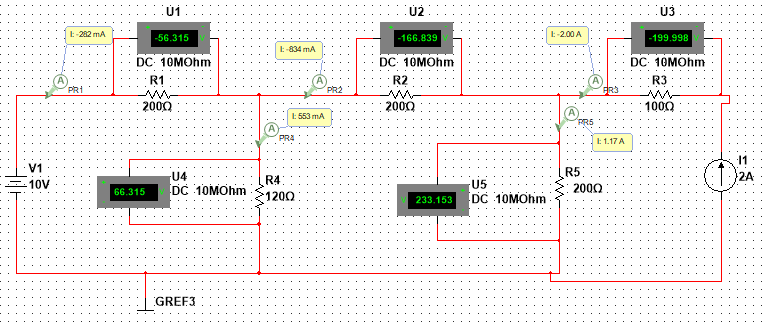 U1
U2
U3
I: -282 mA
-56.315 V
I: -834 mA
-166.839 V
I: -2.00 A
-199.998 V
DC 10MOhm
DC 10MOhm
DC 10MOhm
A
PR1
R1
200Ω
A
PR2
R2
200Ω
A
PR3
R3
100Ω
I: 553 mA
A
PR4
A
PR5
I: 1.17 A
V1
10V
U4
66.315 V
DC 10MOhm
R4
120Ω
U5
V 233.153
DC 10MOhm
R5
200Ω
I1
2A
GREF3